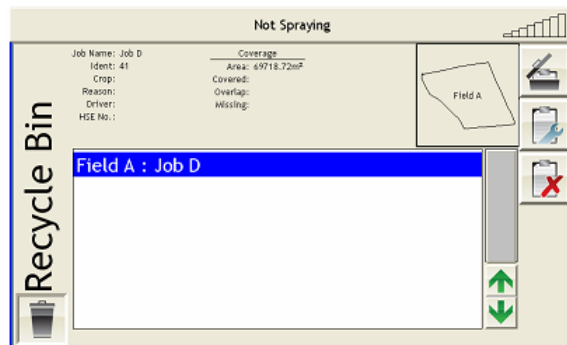 Not Spraying
Job Name: Job D
Ident: 41
Crop:
Reason:
Driver:
HSE No.:
Coverage
Area: 69718.72m²
Covered:
Overlap:
Missing:
Field A
Recycle Bin
Field A : Job D